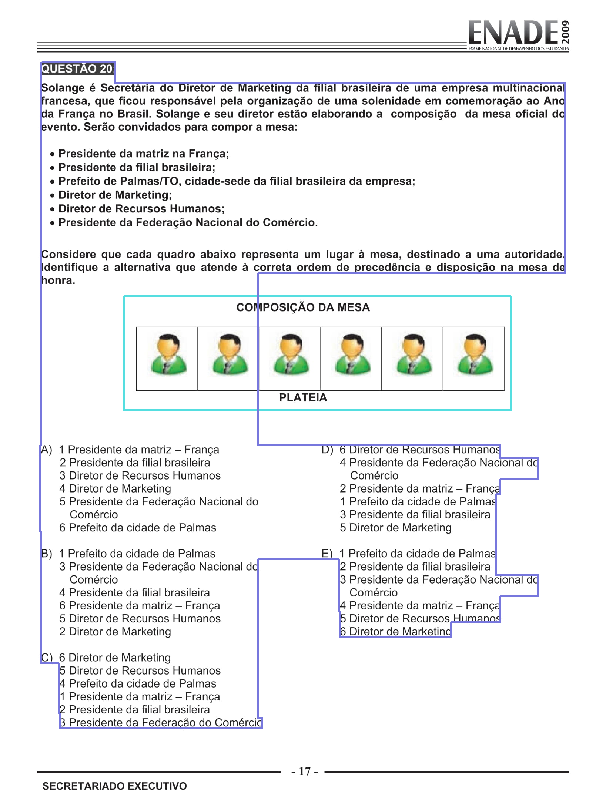 ENADE 2009
EXAME NACIONAL DE DESEMPENHO DOS ESTUDANTES
QUESTÃO 20
Solange é Secretária do Diretor de Marketing da filial brasileira de uma empresa multinacional
francesa, que ficou responsável pela organização de uma solenidade em comemoração ao Ano
da França no Brasil. Solange e seu diretor estão elaborando a composição da mesa oficial do
evento. Serão convidados para compor a mesa:
• Presidente da matriz na França;
• Presidente da filial brasileira;
• Prefeito de Palmas/TO, cidade-sede da filial brasileira da empresa;
• Diretor de Marketing;
• Diretor de Recursos Humanos;
• Presidente da Federação Nacional do Comércio.
Considere que cada quadro abaixo representa um lugar à mesa, destinado a uma autoridade.
Identifique a alternativa que atende à correta ordem de precedência e disposição na mesa de
honra.
COMPOSIÇÃO DA MESA
PLATEIA
A) 1 Presidente da matriz – França
2 Presidente da filial brasileira
3 Diretor de Recursos Humanos
4 Diretor de Marketing
5 Presidente da Federação Nacional do
Comércio
6 Prefeito da cidade de Palmas
B) 1 Prefeito da cidade de Palmas
3 Presidente da Federação Nacional do
Comércio
4 Presidente da filial brasileira
6 Presidente da matriz – França
5 Diretor de Recursos Humanos
2 Diretor de Marketing
C) 6 Diretor de Marketing
5 Diretor de Recursos Humanos
4 Prefeito da cidade de Palmas
1 Presidente da matriz – França
2 Presidente da filial brasileira
3 Presidente da Federação do Comércio
D) 6 Diretor de Recursos Humanos
4 Presidente da Federação Nacional do
Comércio
2 Presidente da matriz – França
1 Prefeito da cidade de Palmas
3 Presidente da filial brasileira
5 Diretor de Marketing
E) 1 Prefeito da cidade de Palmas
2 Presidente da filial brasileira
3 Presidente da Federação Nacional do
Comércio
4 Presidente da matriz – França
5 Diretor de Recursos Humanos
6 Diretor de Marketing
- 17 -
SECRETARIADO EXECUTIVO